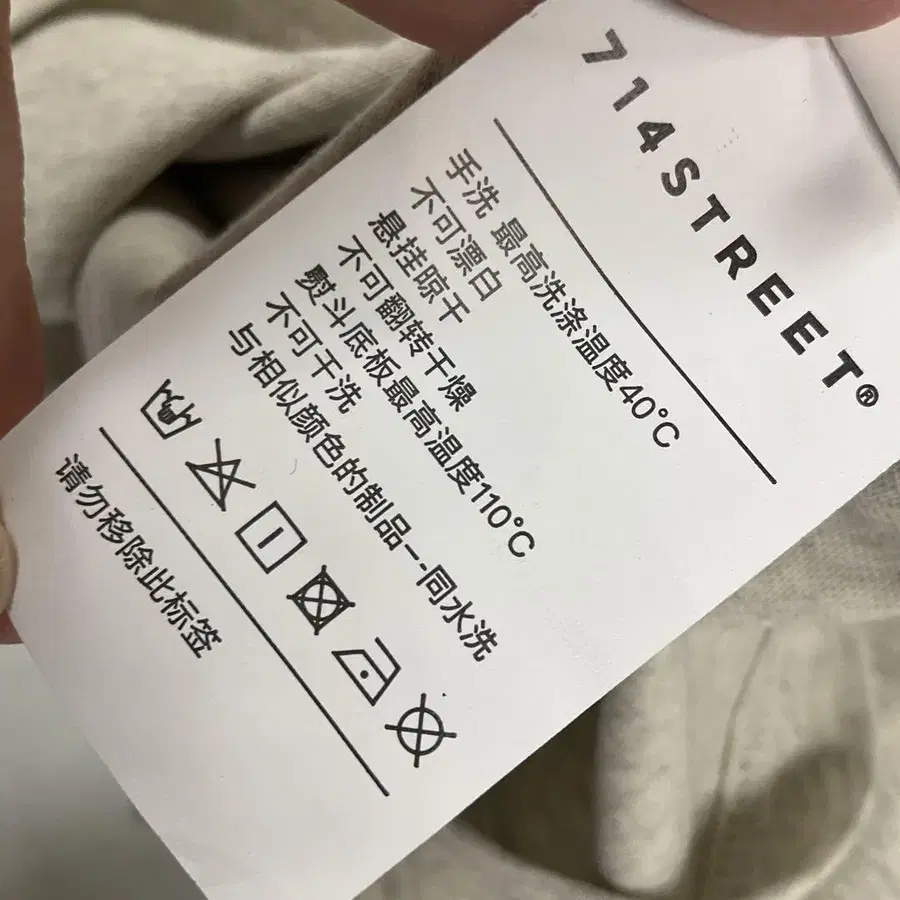 714STREET®
手洗 最高洗涤温度40°C
不可漂白
悬挂晾干
不可翻转干燥
熨斗底板最高温度110°C
不可干洗
与相似颜色的制品一同水洗
请勿移除此标签